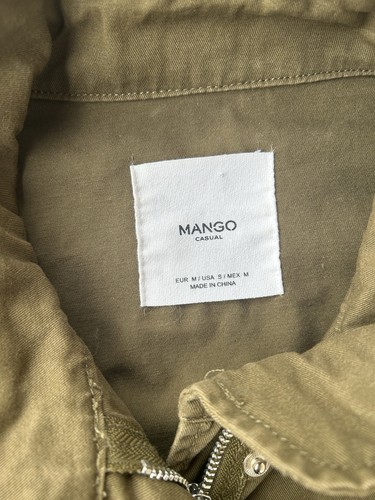 MANGO
CASUAL
EUR M / USA S / MEX M
MADE IN CHINA